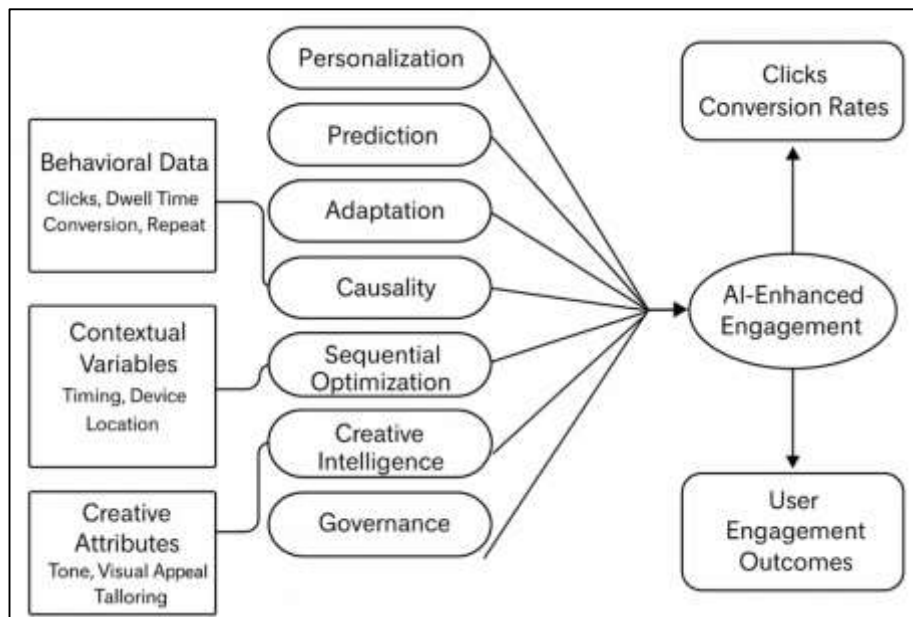 Behavioral Data
Clicks, Dwell Time
Conversion, Repeat
Contextual
Variables
Timing, Device
Location
Creative
Attributes
Tone, Visual Appeal
Talloring
Personalization
Prediction
Adaptation
Causality
Sequential
Optimization
Creative
Intelligence
Governance
Clicks
Conversion Rates
AI-Enhanced
Engagement
User
Engagement
Outcomes